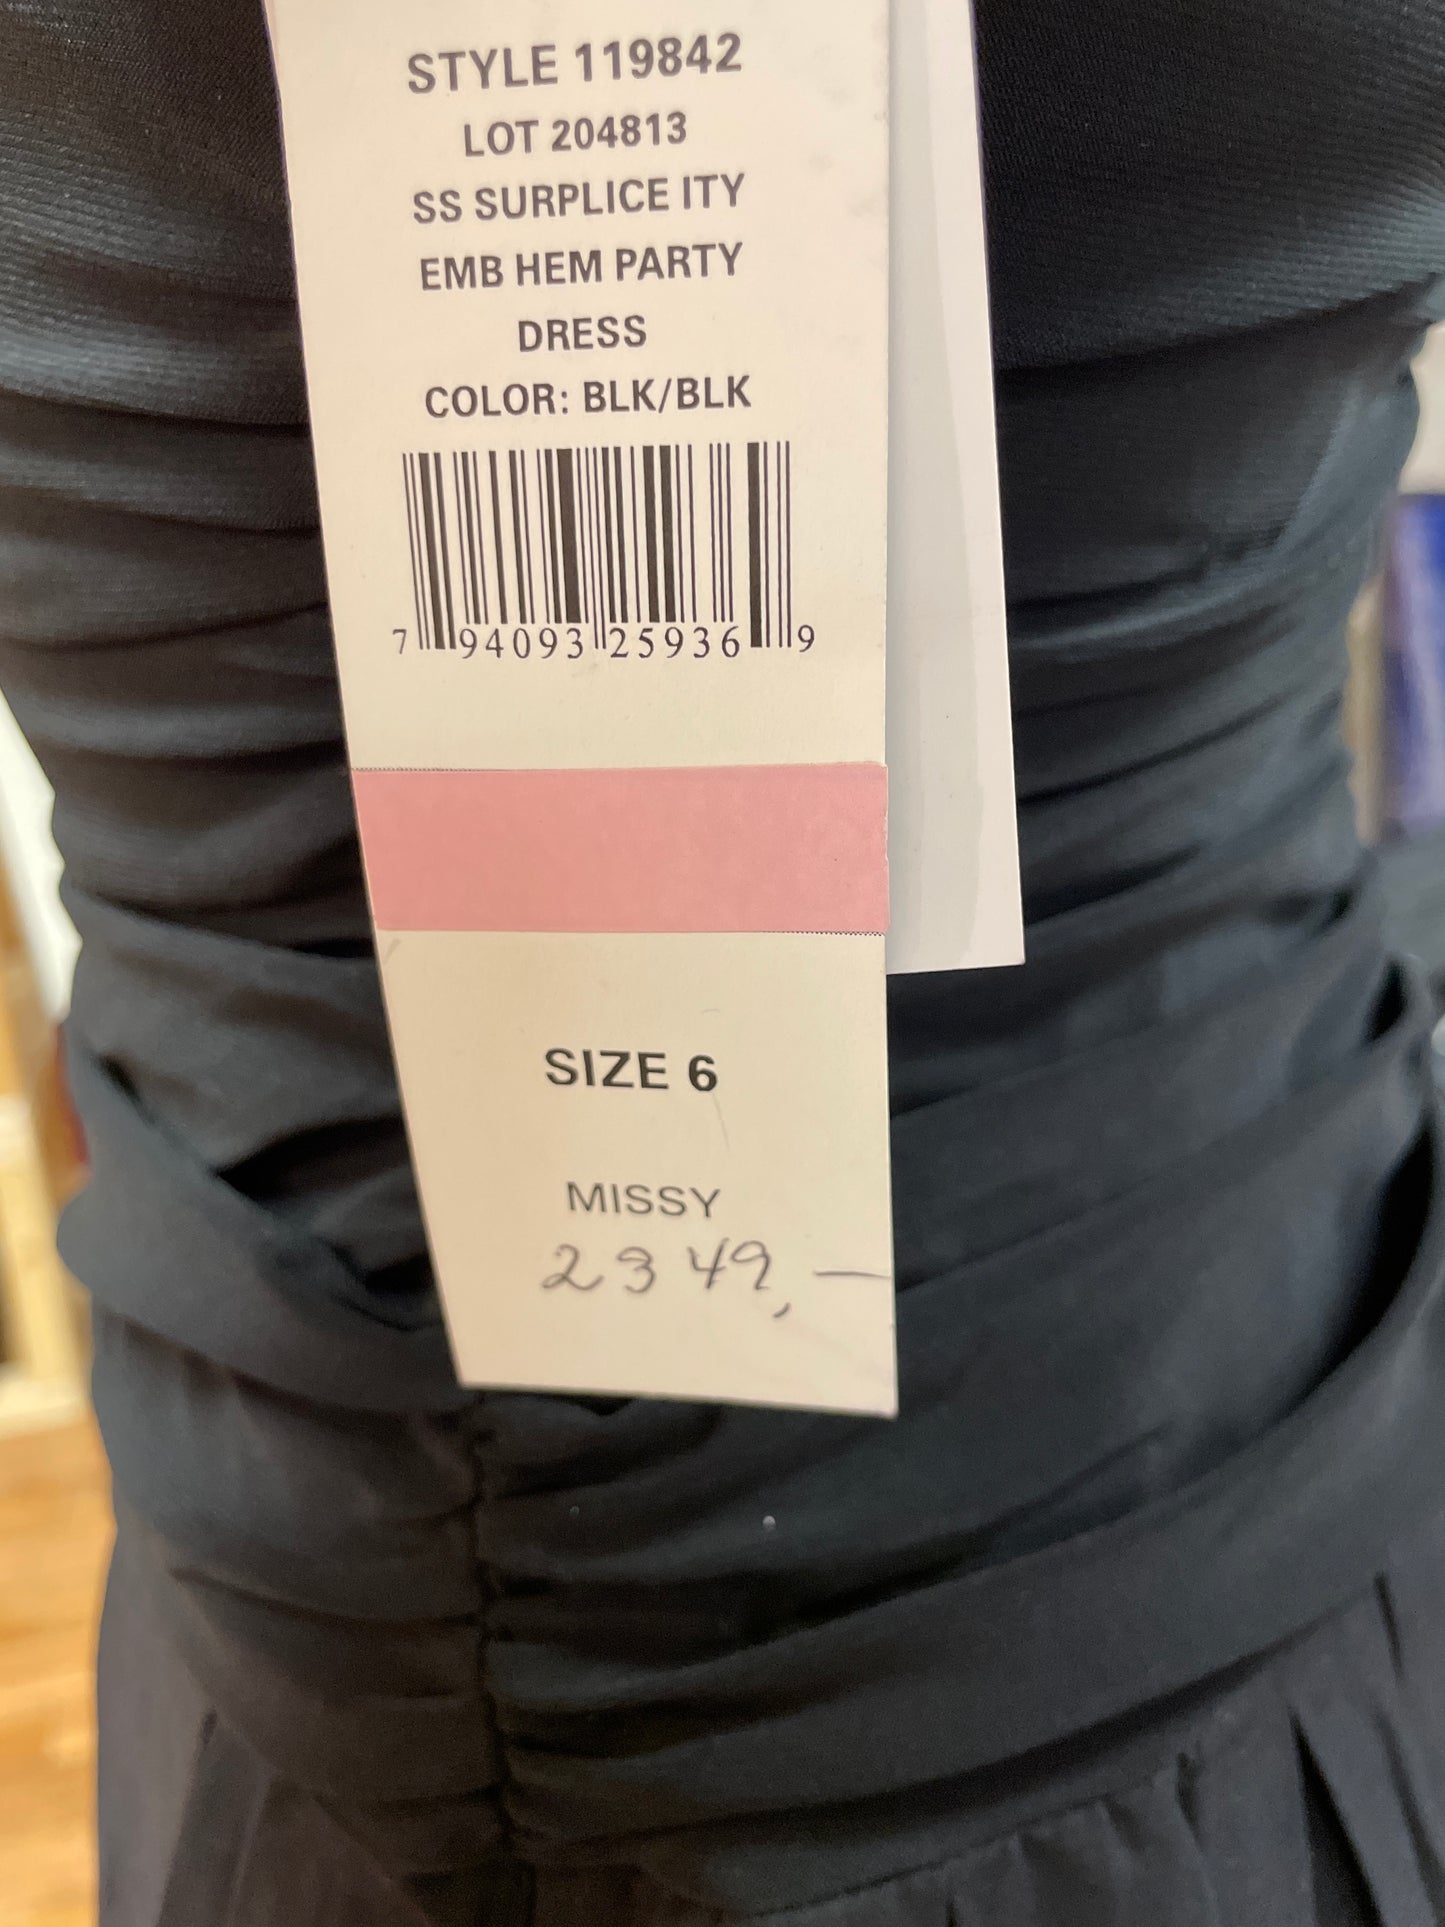 STYLE 119842
LOT 204813
SS SURPLICE ITY
EMB HEM PARTY
DRESS
COLOR: BLK/BLK
7 94093 25936 9
SIZE 6
MISSY
2349,—